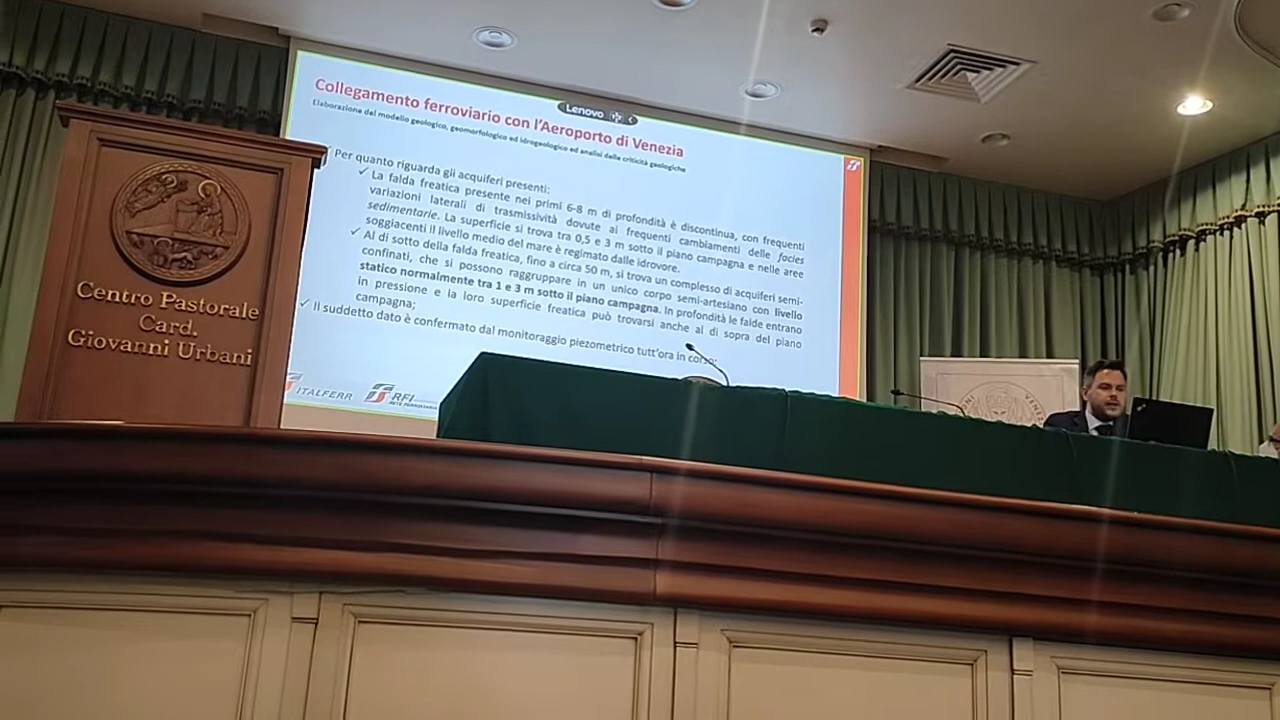 Collegamento ferroviario con l'Aeroporto di Venezia
Lenovo
Elaborazione del modello geologico, geomorfologico ed idrogeologico ed analisi delle criticità geologiche
Per quanto riguarda gli acquiferi presenti:
✓ La falda freatica presente nei primi 6-8 m di profondità è discontinua, con frequenti
variazioni laterali di trasmissività dovute ai frequenti cambiamenti delle facies
sedimentarie. La superficie si trova tra 0,5 e 3 m sotto il piano campagna e nelle aree
soggiacenti il livello medio del mare è regimato dalle idrovore.
✓ Al di sotto della falda freatica, fino a circa 50 m, si trova un complesso di acquiferi semi-
confinati, che si possono raggruppare in un unico corpo semi-artesiano con livello
statico normalmente tra 1 e 3 m sotto il piano campagna. In profondità le falde entrano
in pressione e la loro superficie freatica può trovarsi anche al di sopra del piano
campagna;
✓ Il suddetto dato è confermato dal monitoraggio piezometrico tutt'ora in corso;
ITALFERR
RFI
RETE FERROVIARIA
Centro Pastorale
Card.
Giovanni Urbani